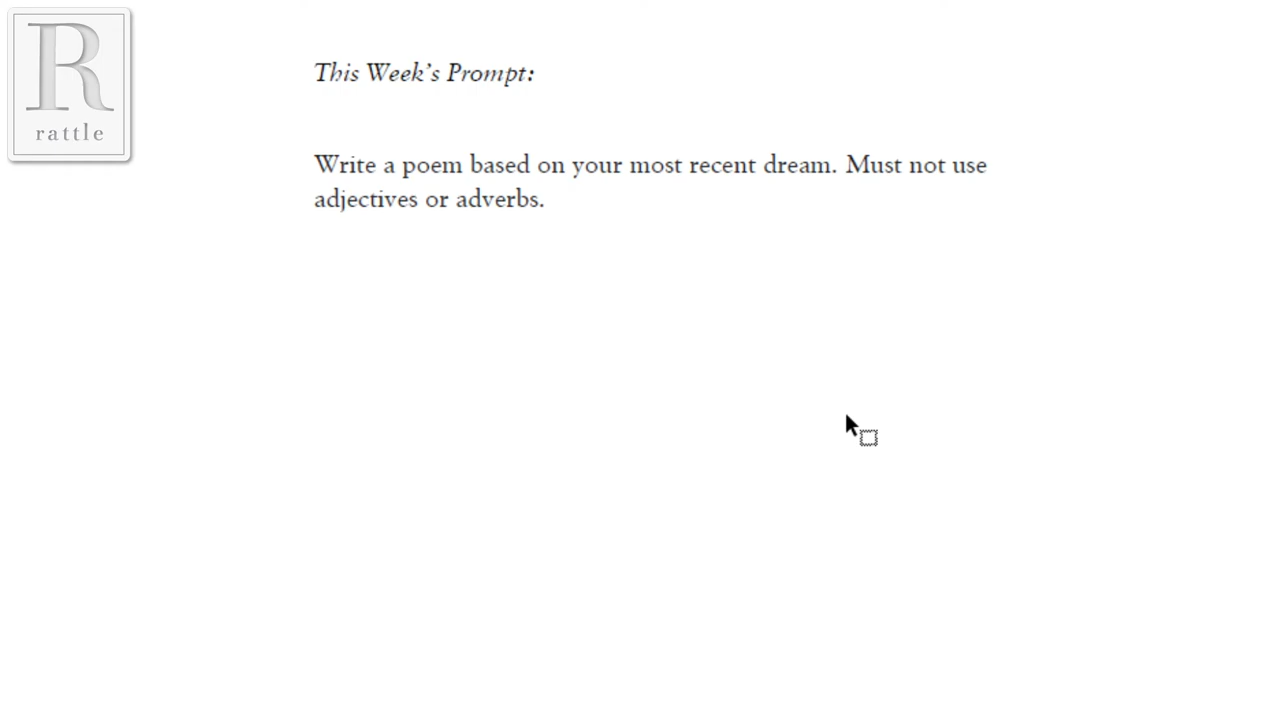 R
rattle
This Week's Prompt:
Write a poem based on your most recent dream. Must not use
adjectives or adverbs.